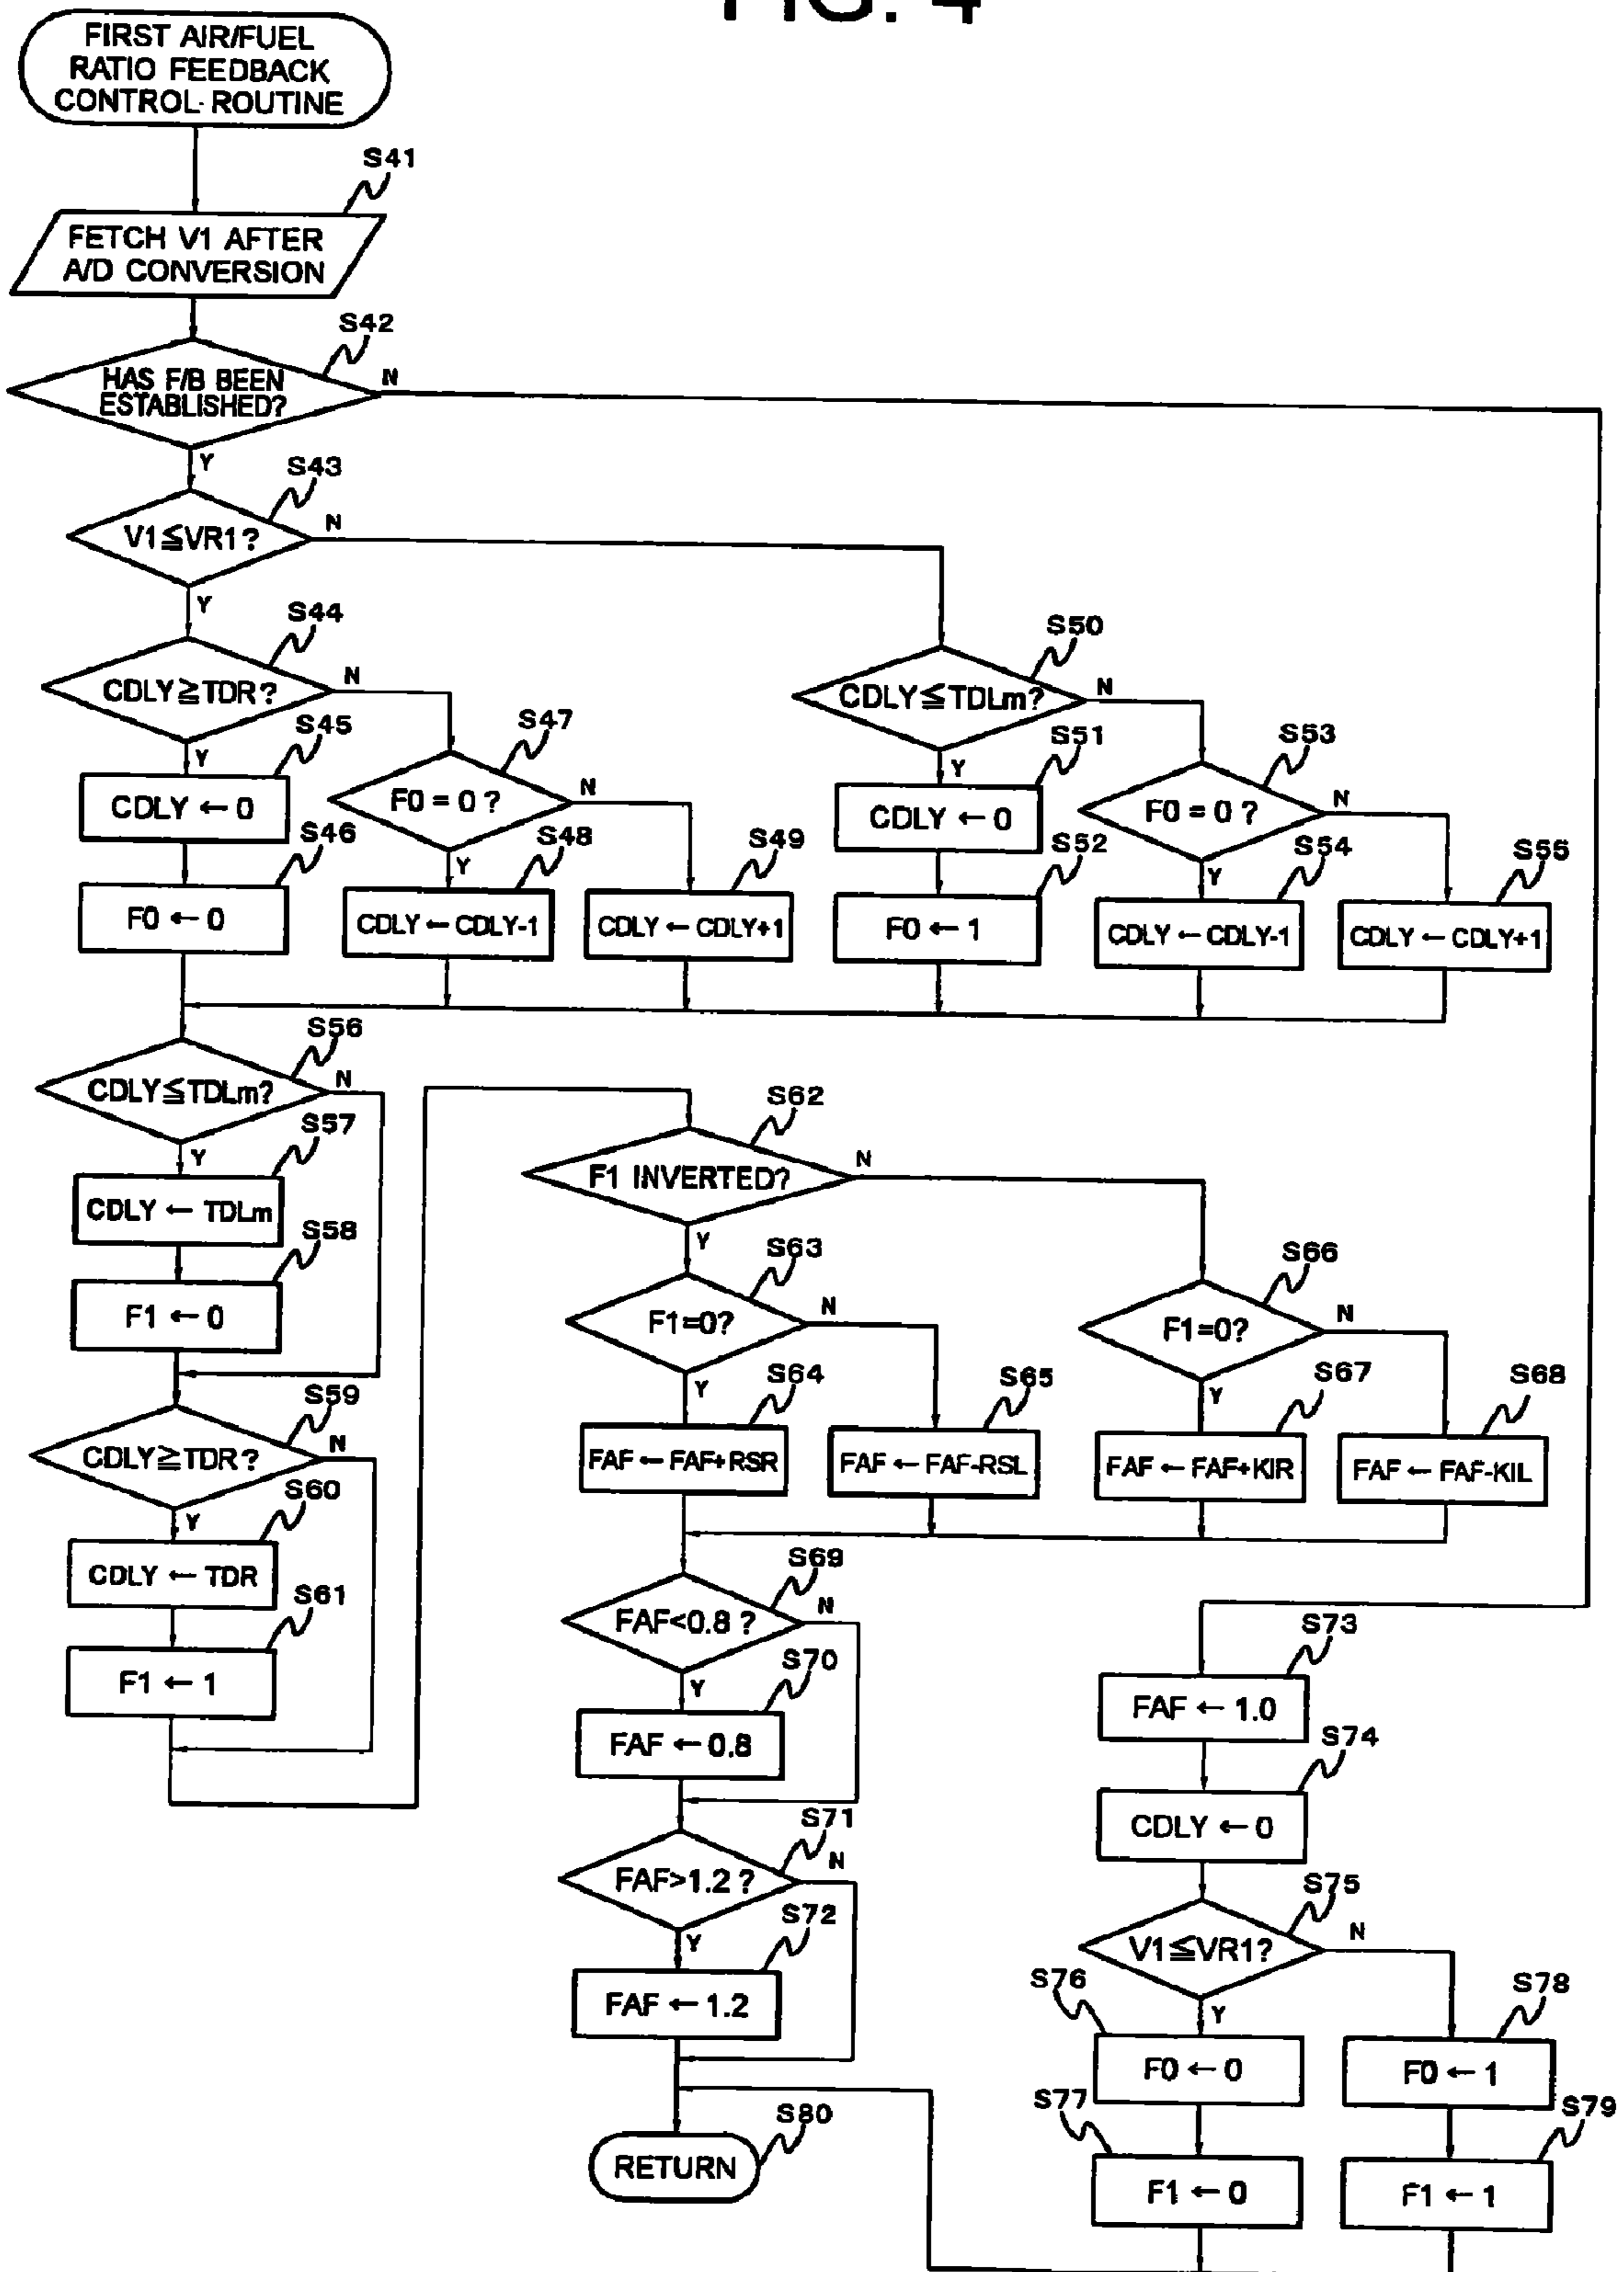 FIG. 4
FIRST AIR/FUEL
RATIO FEEDBACK
CONTROL-ROUTINE
S41
FETCH V1 AFTER
A/D CONVERSION
S42
HAS F/B BEEN
ESTABLISHED?
N
Y
S43
V1≦VR1?
N
Y
S44
CDLY≧TDR?
N
Y
S45
CDLY ← 0
S46
F0 ← 0
S47
F0 = 0 ?
N
Y
S48
CDLY ← CDLY-1
S49
CDLY ← CDLY+1
S50
CDLY≦TDLm?
N
Y
S51
CDLY ← 0
S52
F0 ← 1
S53
F0 = 0 ?
N
Y
S54
CDLY ← CDLY-1
S55
CDLY ← CDLY+1
S56
CDLY≦TDLm?
N
Y
S57
CDLY ← TDLm
S58
F1 ← 0
S59
CDLY≧TDR?
N
Y
S60
CDLY ← TDR
S61
F1 ← 1
S62
F1 INVERTED?
N
Y
S63
F1=0?
N
Y
S64
FAF ← FAF+RSR
S65
FAF ← FAF-RSL
S66
F1=0?
N
Y
S67
FAF ← FAF+KIR
S68
FAF ← FAF-KIL
S69
FAF<0.8 ?
N
Y
S70
FAF ← 0.8
S71
FAF>1.2 ?
N
Y
S72
FAF ← 1.2
S73
FAF ← 1.0
S74
CDLY ← 0
S75
V1≦VR1?
N
Y
S76
F0 ← 0
S77
F1 ← 0
S78
F0 ← 1
S79
F1 ← 1
S80
RETURN